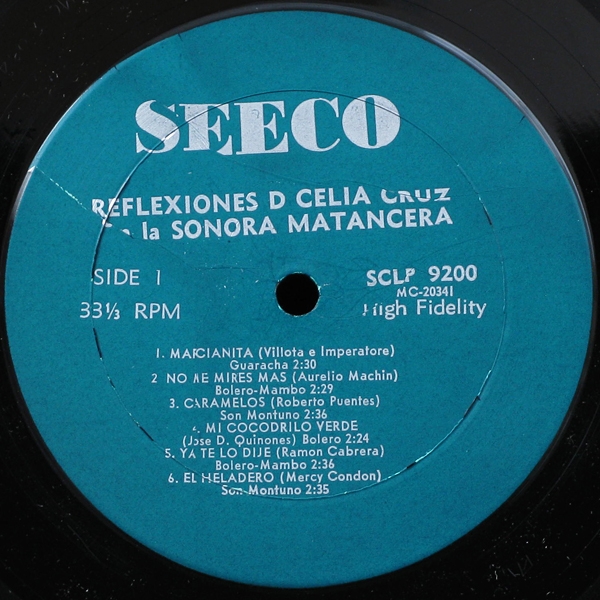 SEECO
REFLEXIONES D CELIA CRUZ
la SONORA MATANCERA
SIDE 1
33⅓ RPM
SCLP 9200
MC-20341
High Fidelity
1. MARCIANITA (Villota e Imperatore)
Guaracha 2:30
2 NO ME MIRES MAS (Aurelio Machin)
Bolero-Mambo 2:29
3. CARAMELOS (Roberto Puentes)
Son Montuno 2:36
4. MI COCODRILO VERDE
(Jose D. Quinones) Bolero 2:24
5. YA TE LO DIJE (Ramon Cabrera)
Bolero-Mambo 2:36
6. EL HELADERO (Mercy Condon)
Son Montuno 2:35